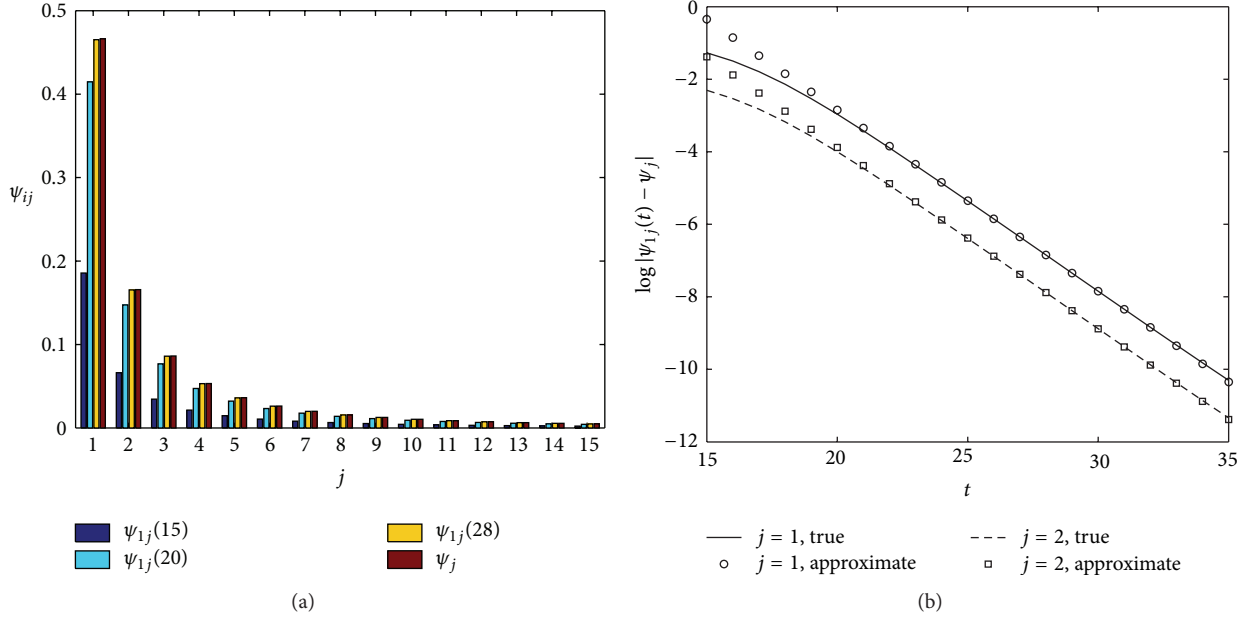 0.5
0.4
0.3
0.2
0.1
0
ψij
1 2 3 4 5 6 7 8 9 10 11 12 13 14 15
j
ψ1j(15)
ψ1j(20)
ψ1j(28)
ψj
(a)
0
−2
−4
−6
−8
−10
−12
log |ψ1j(t) − ψj|
15 20 25 30 35
t
j = 1, true
j = 1, approximate
j = 2, true
j = 2, approximate
(b)